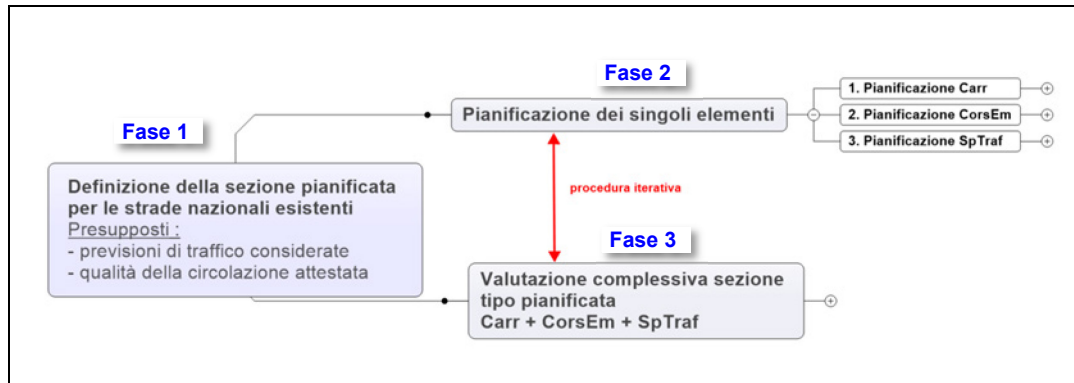 Fase 1
Definizione della sezione pianificata
per le strade nazionali esistenti
Presupposti :
- previsioni di traffico considerate
- qualità della circolazione attestata
Fase 2
Pianificazione dei singoli elementi
1. Pianificazione Carr
2. Pianificazione CorsEm
3. Pianificazione SpTraf
procedura iterativa
Fase 3
Valutazione complessiva sezione
tipo pianificata
Carr + CorsEm + SpTraf